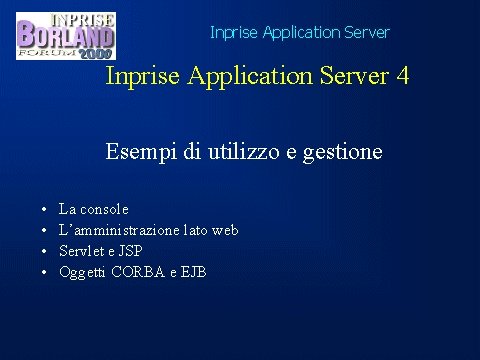 INPRISE
BORLAND
FORUM 2000
Inprise Application Server
Inprise Application Server 4
Esempi di utilizzo e gestione
• La console
• L’amministrazione lato web
• Servlet e JSP
• Oggetti CORBA e EJB